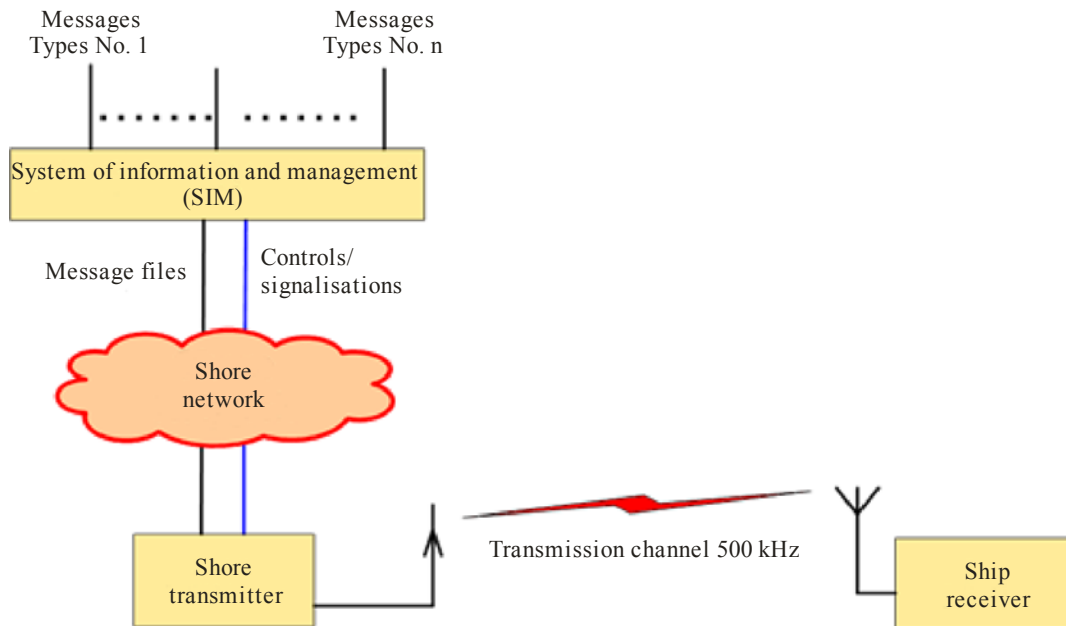 Messages
Types No. 1
Messages
Types No. n
System of information and management
(SIM)
Message files
Controls/
signalisations
Shore
network
Transmission channel 500 kHz
Shore
transmitter
Ship
receiver